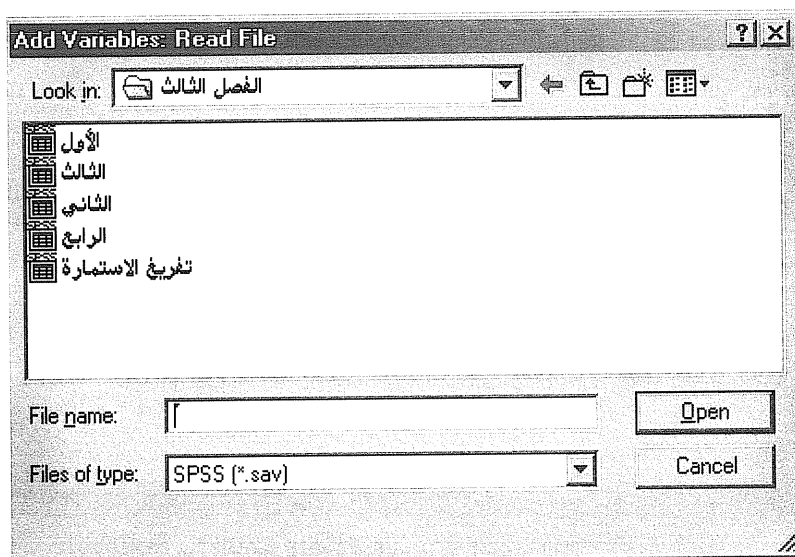 Add Variables: Read File
Look in: الفصل الثالث
الأول
الثالث
الثاني
الرابع
تفريغ الاستمارة
File name:
Open
Files of type: SPSS (*.sav)
Cancel